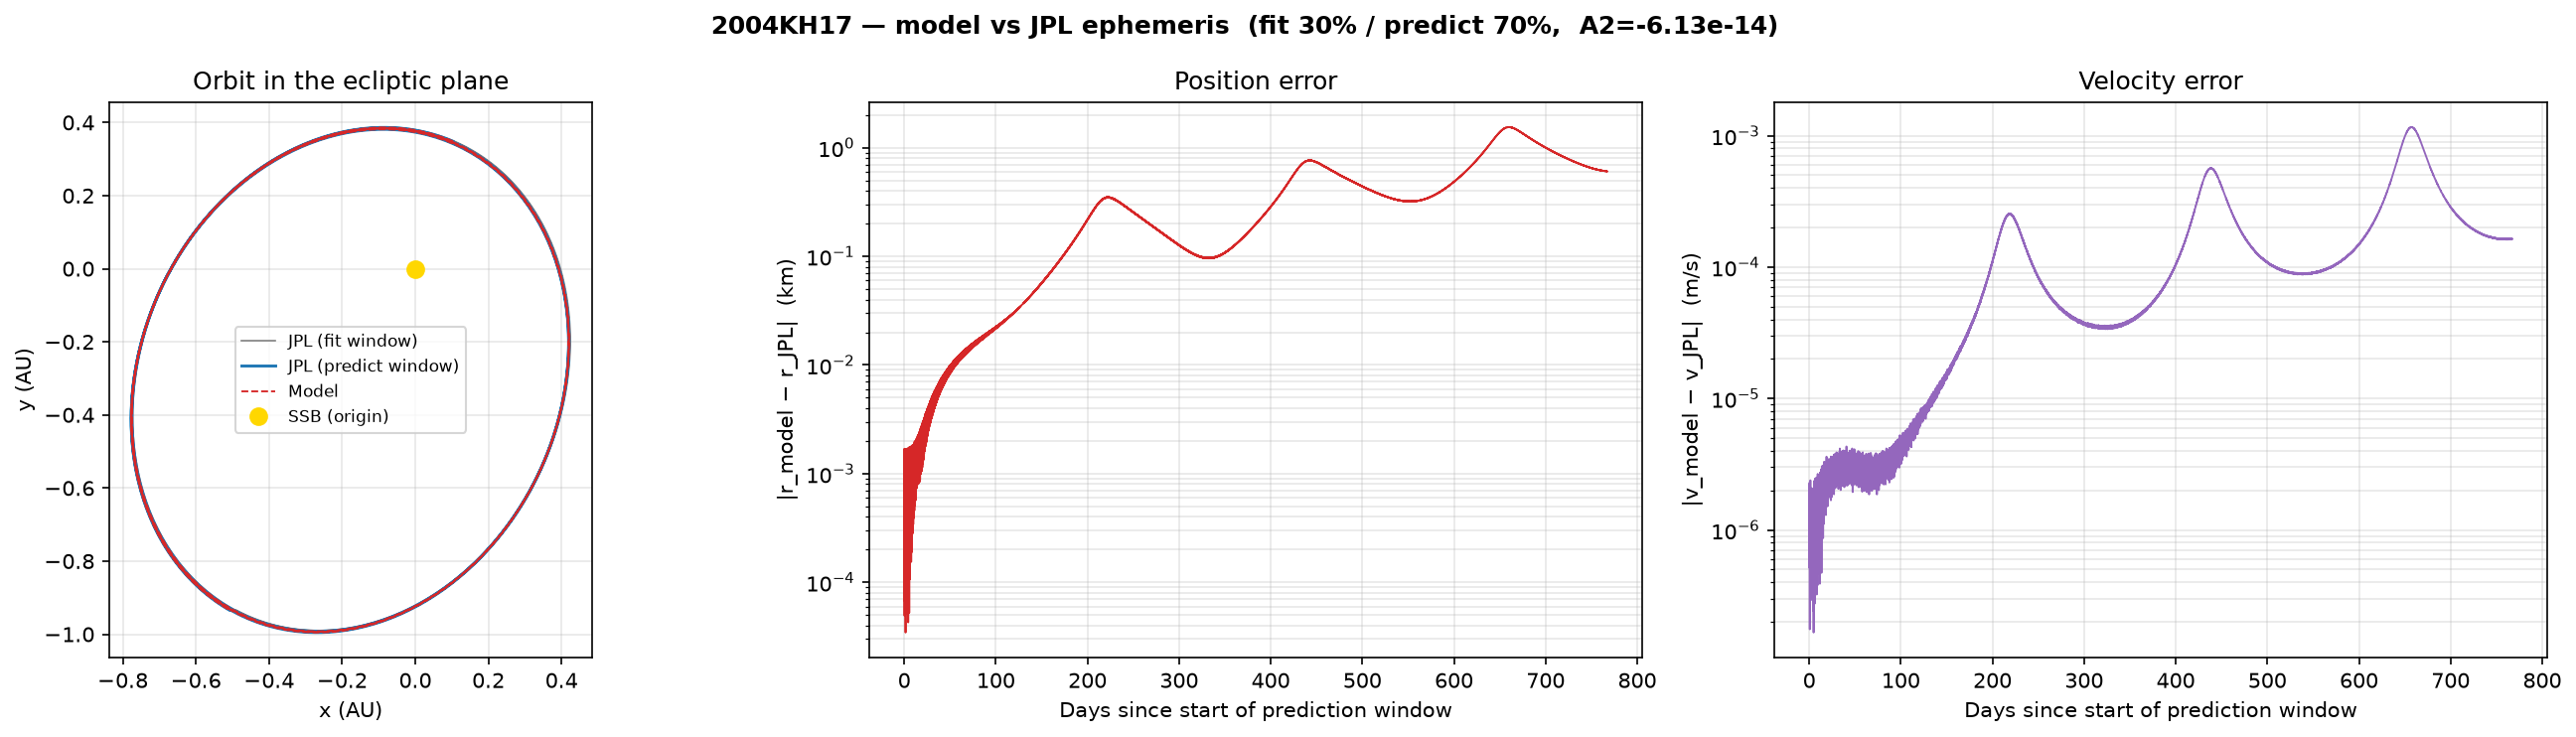 2004KH17 — model vs JPL ephemeris  (fit 30% / predict 70%,  A2=-6.13e-14)
Orbit in the ecliptic plane
y (AU)
0.4
0.2
0.0
−0.2
−0.4
−0.6
−0.8
−1.0
JPL (fit window)
JPL (predict window)
Model
SSB (origin)
−0.8 −0.6 −0.4 −0.2 0.0 0.2 0.4
x (AU)
Position error
|r_model − r_JPL|  (km)
10⁰
10⁻¹
10⁻²
10⁻³
10⁻⁴
0 100 200 300 400 500 600 700 800
Days since start of prediction window
Velocity error
|v_model − v_JPL|  (m/s)
10⁻³
10⁻⁴
10⁻⁵
10⁻⁶
0 100 200 300 400 500 600 700 800
Days since start of prediction window